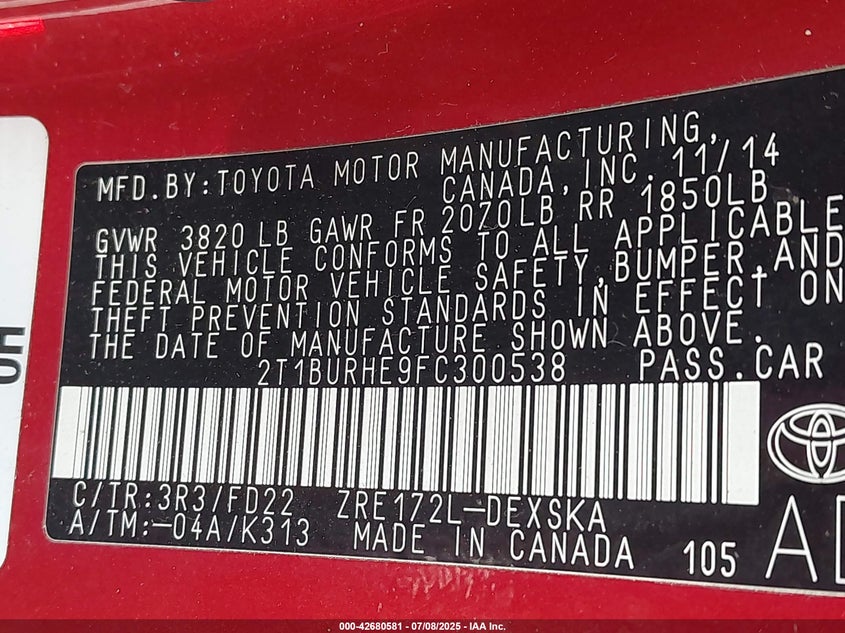 MFD.BY:TOYOTA MOTOR MANUFACTURING,
CANADA,INC. 11/14
GVWR 3820 LB GAWR FR 2070LB RR 1850LB
THIS VEHICLE CONFORMS TO ALL APPLICABLE
FEDERAL MOTOR VEHICLE SAFETY,BUMPER,AND
THEFT PREVENTION STANDARDS IN EFFECT ON
THE DATE OF MANUFACTURE SHOWN ABOVE.
2T1BURHE9FC300538 PASS.CAR
C/TR:3R3/FD22 ZRE172L-DEXSKA
A/TM:-04A/K313 MADE IN CANADA 105
000-42680581 - 07/08/2025 - IAA Inc.